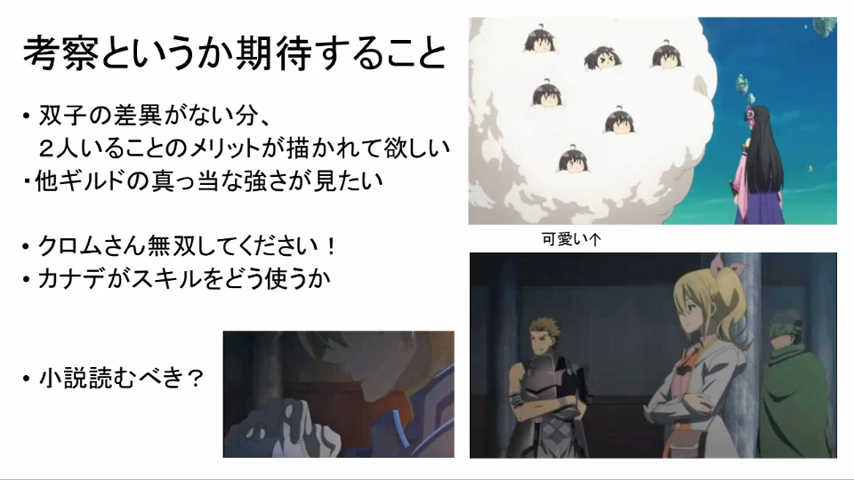 考察というか期待すること
• 双子の差異がない分、
２人いることのメリットが描かれて欲しい
・他ギルドの真っ当な強さが見たい
• クロムさん無双してください！
• カナデがスキルをどう使うか
• 小説読むべき？
可愛い↑